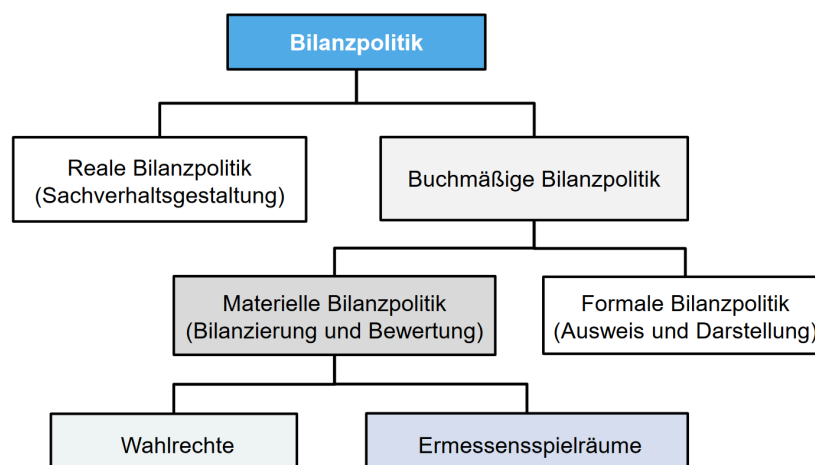 Bilanzpolitik
Reale Bilanzpolitik
(Sachverhaltsgestaltung)
Buchmäßige Bilanzpolitik
Materielle Bilanzpolitik
(Bilanzierung und Bewertung)
Formale Bilanzpolitik
(Ausweis und Darstellung)
Wahlrechte
Ermessensspielräume